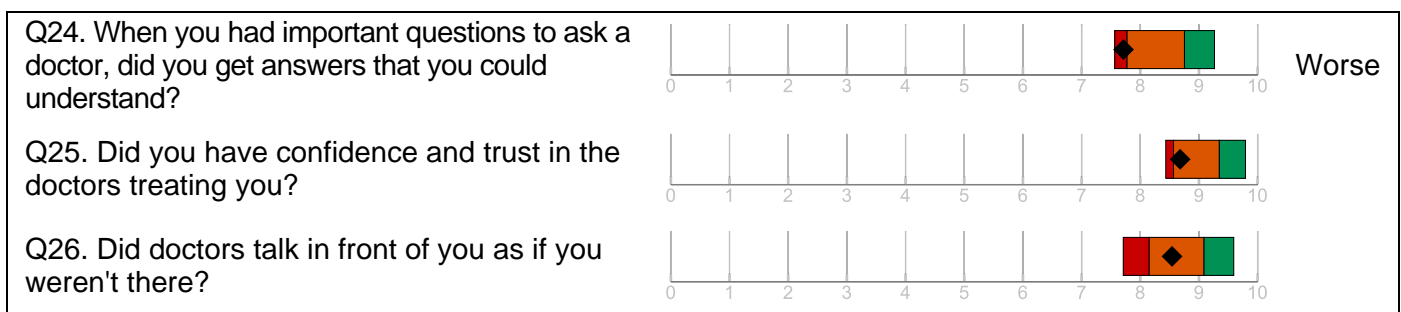 Q24. When you had important questions to ask a
doctor, did you get answers that you could
understand?
0 1 2 3 4 5 6 7 8 9 10
Worse
Q25. Did you have confidence and trust in the
doctors treating you?
0 1 2 3 4 5 6 7 8 9 10
Q26. Did doctors talk in front of you as if you
weren't there?
0 1 2 3 4 5 6 7 8 9 10